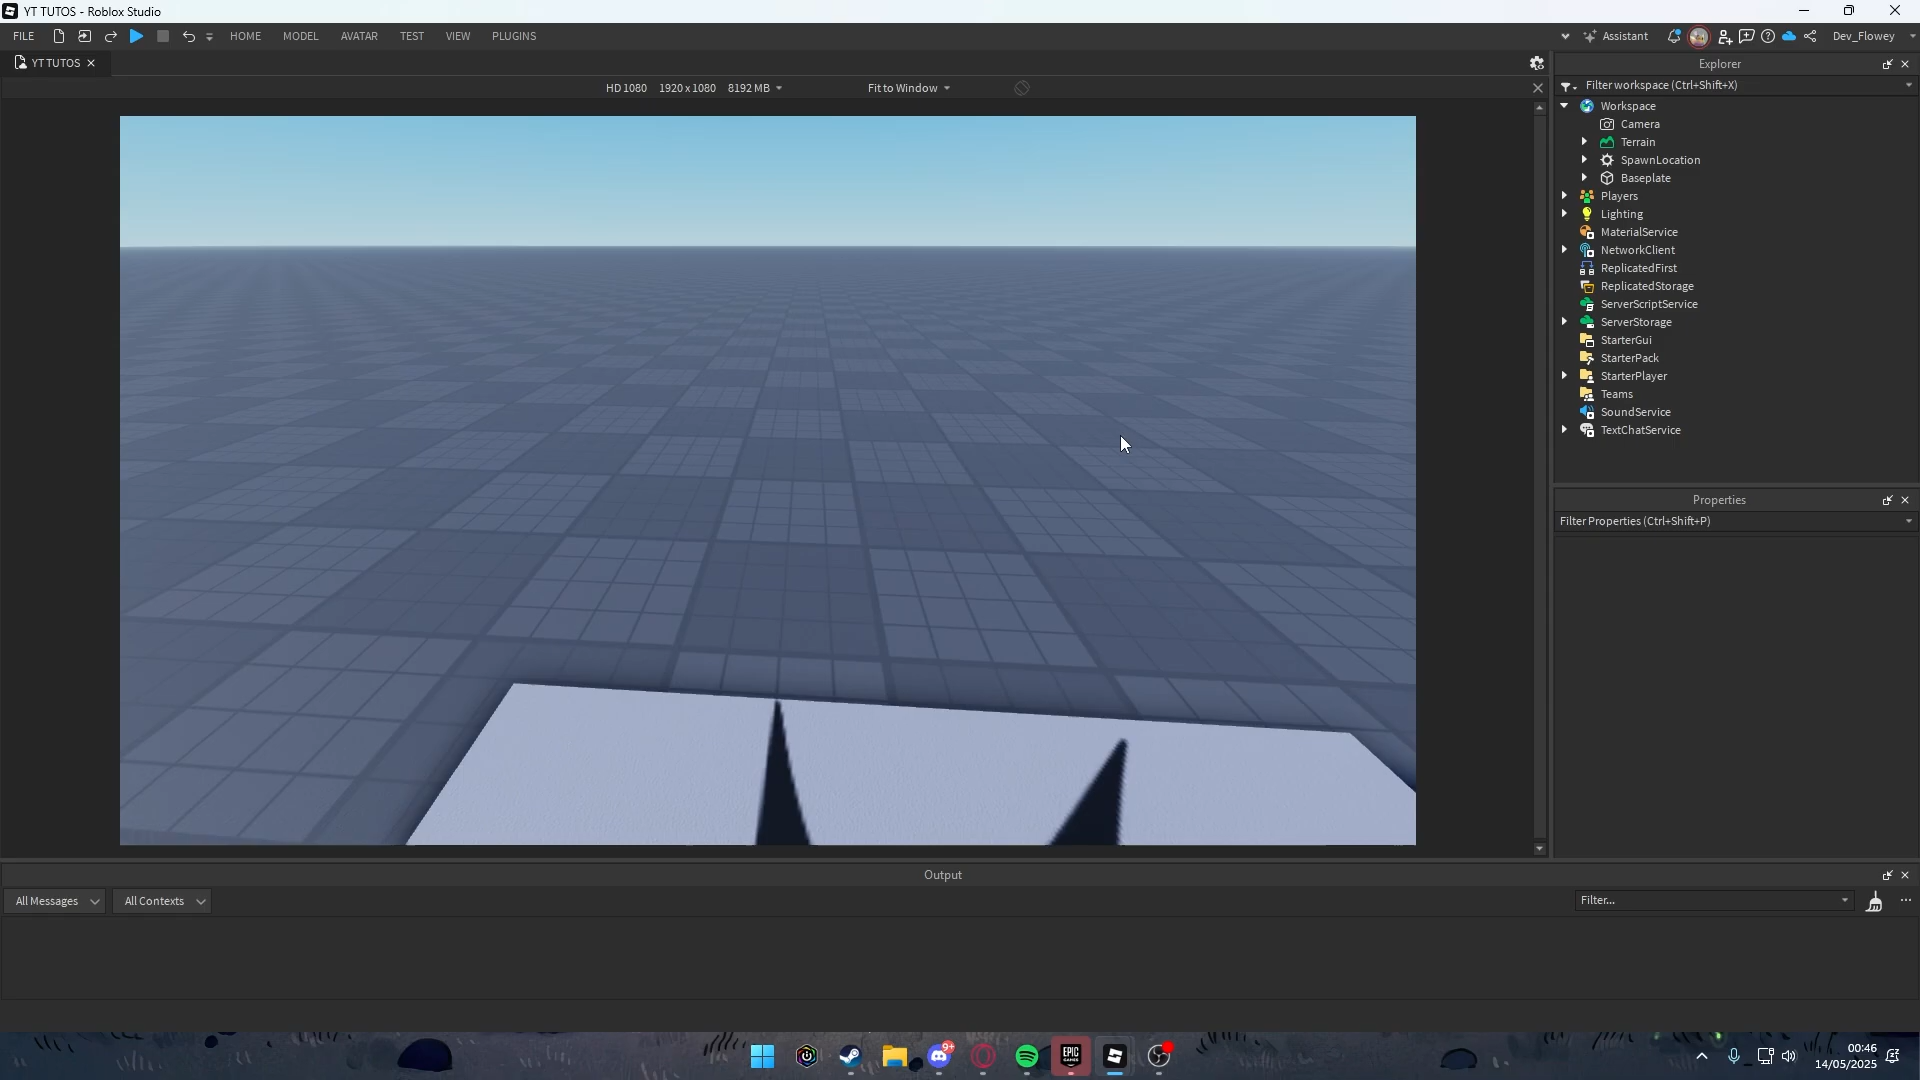 YT TUTOS - Roblox Studio
FILE HOME MODEL AVATAR TEST VIEW PLUGINS Assistant Dev_Flowey
YT TUTOS
HD 1080 1920 x 1080 8192 MB Fit to Window
Explorer
Filter workspace (Ctrl+Shift+X)
Workspace
Camera
Terrain
SpawnLocation
Baseplate
Players
Lighting
MaterialService
NetworkClient
ReplicatedFirst
ReplicatedStorage
ServerScriptService
ServerStorage
StarterGui
StarterPack
StarterPlayer
Teams
SoundService
TextChatService
Properties
Filter Properties (Ctrl+Shift+P)
Output
All Messages All Contexts Filter...
9+
EPIC GAMES
00:46
14/05/2025